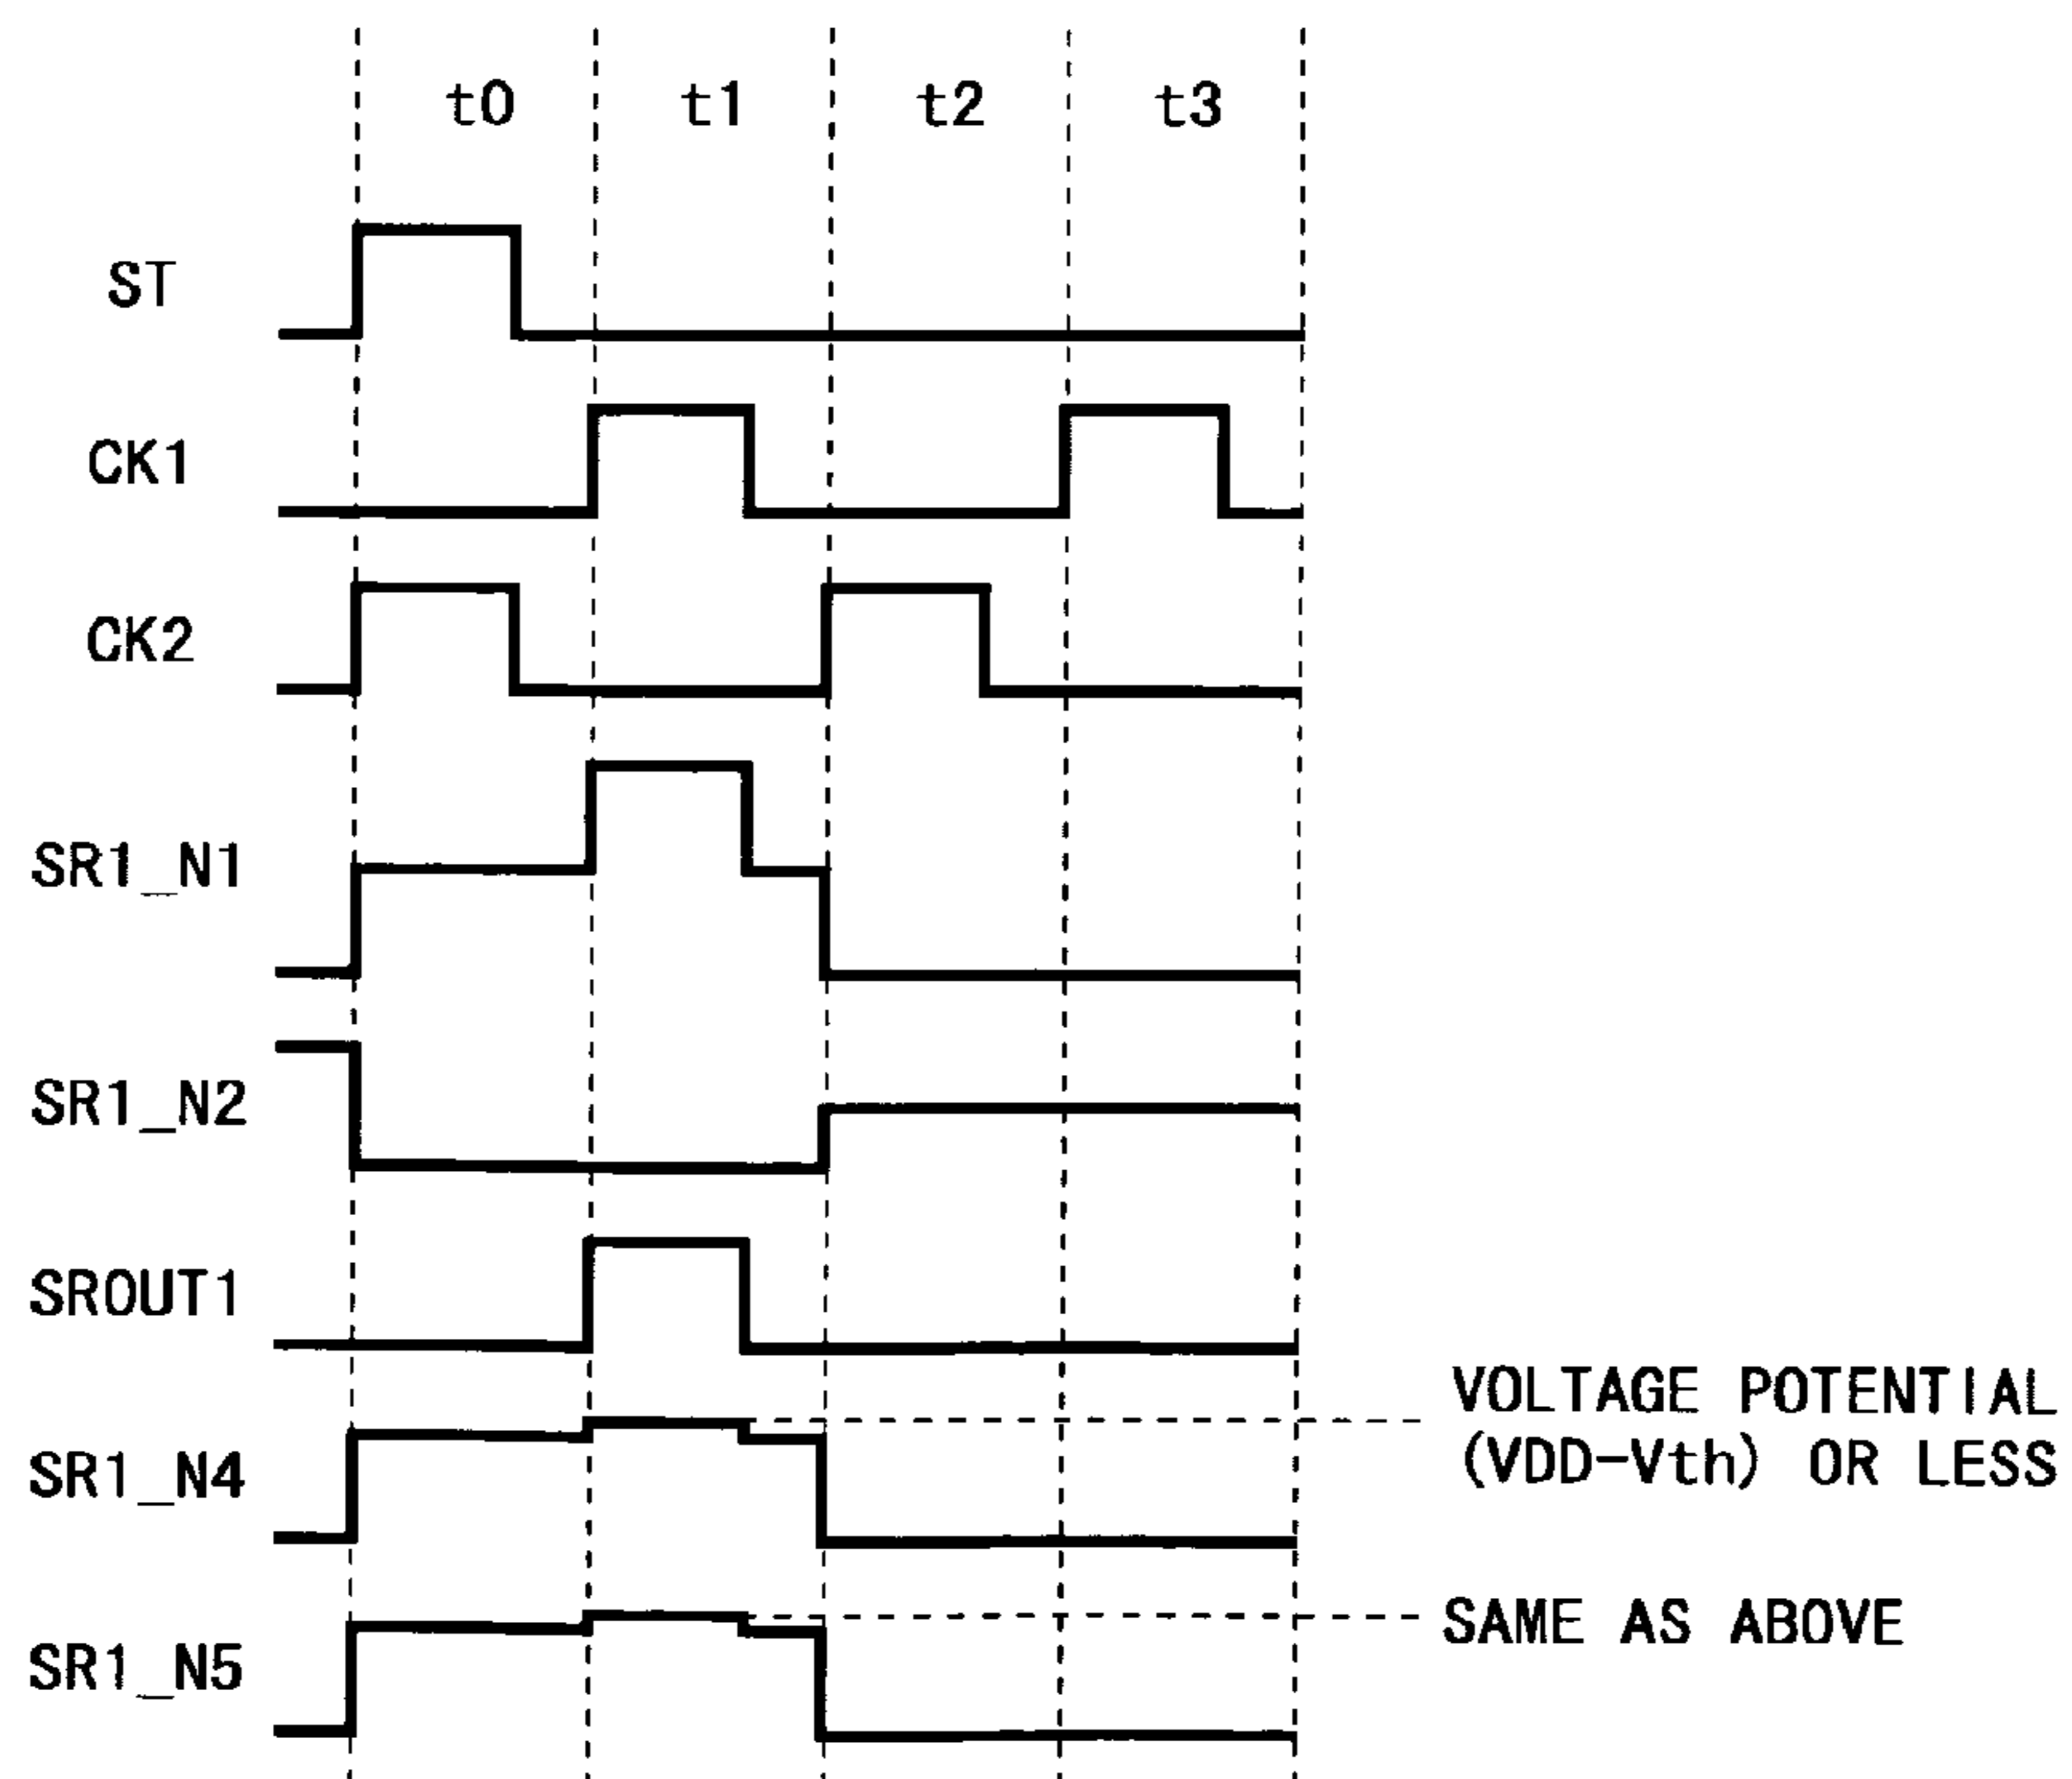 t0 t1 t2 t3
ST
CK1
CK2
SR1_N1
SR1_N2
SROUT1
VOLTAGE POTENTIAL
(VDD-Vth) OR LESS
SR1_N4
SAME AS ABOVE
SR1_N5